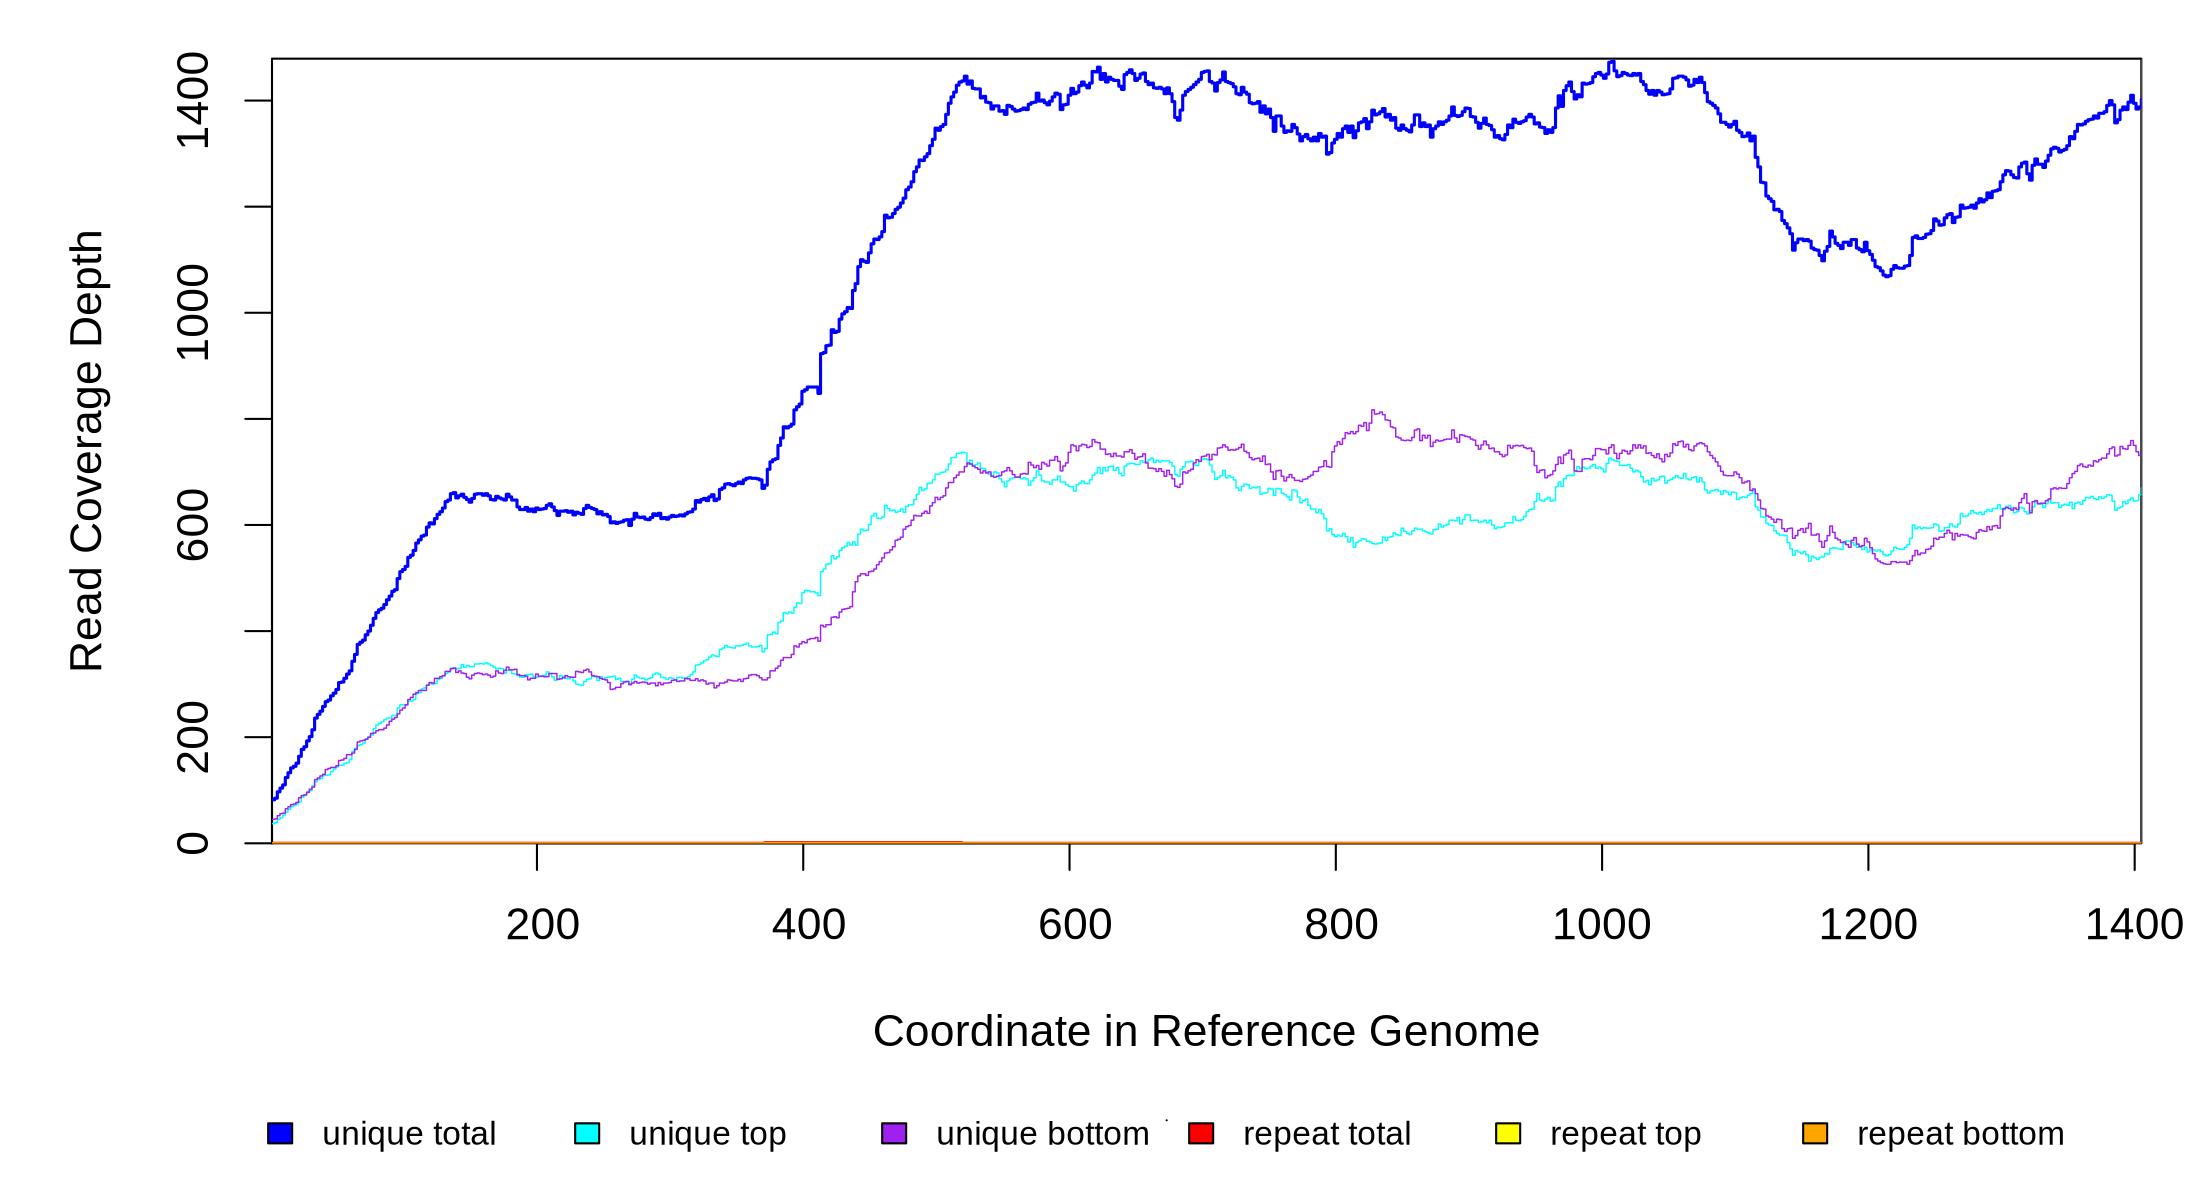 Read Coverage Depth
1400
1000
600
200
0
200 400 600 800 1000 1200 1400
Coordinate in Reference Genome
unique total unique top unique bottom repeat total repeat top repeat bottom